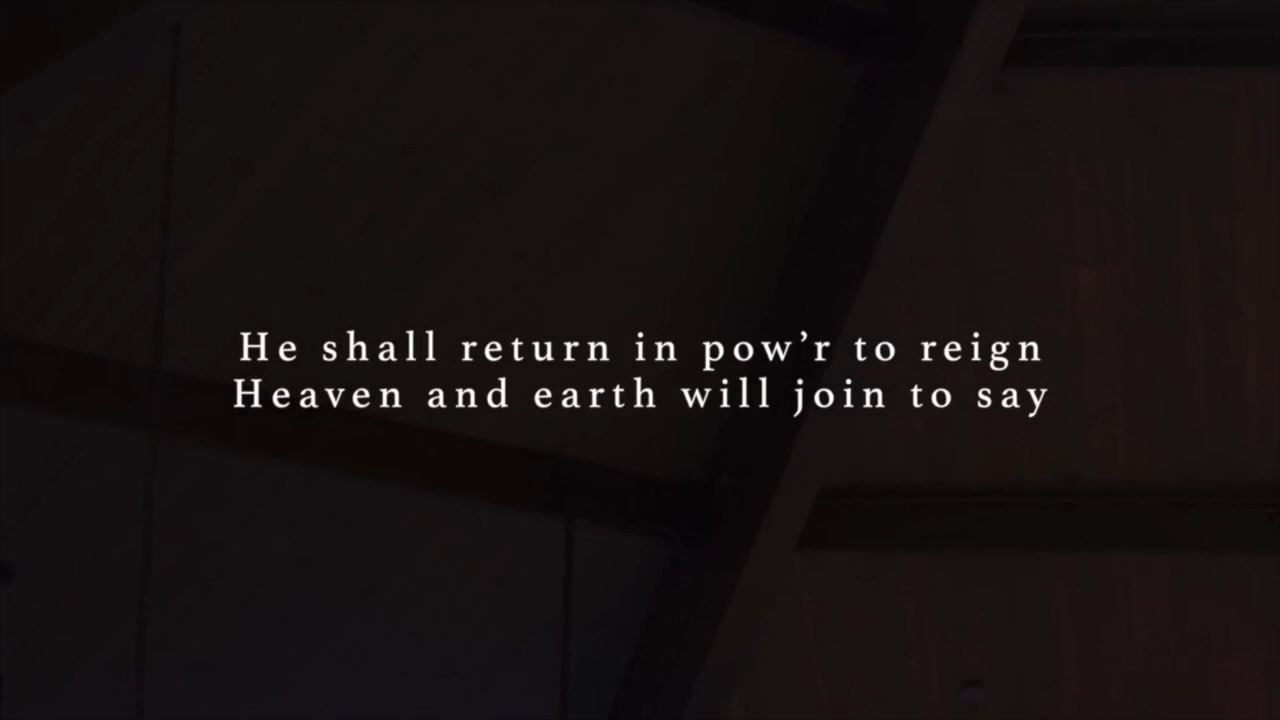 He shall return in pow’r to reign
Heaven and earth will join to say